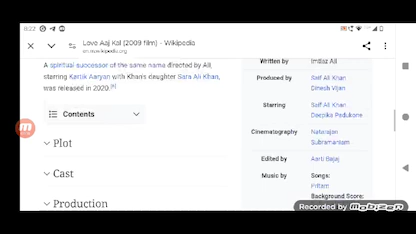 8:22
Love Aaj Kal (2009 film) - Wikipedia
en.m.wikipedia.org
A spiritual successor of the same name directed by Ali,
starring Kartik Aaryan with Khan's daughter Sara Ali Khan,
was released in 2020.[6]
Contents
Plot
Cast
Production
Written by Imtiaz Ali
Produced by Saif Ali Khan
Dinesh Vijan
Starring Saif Ali Khan
Deepika Padukone
Cinematography Natarajan
Subramaniam
Edited by Aarti Bajaj
Music by Songs:
Pritam
Background Score:
Recorded by Mobizen